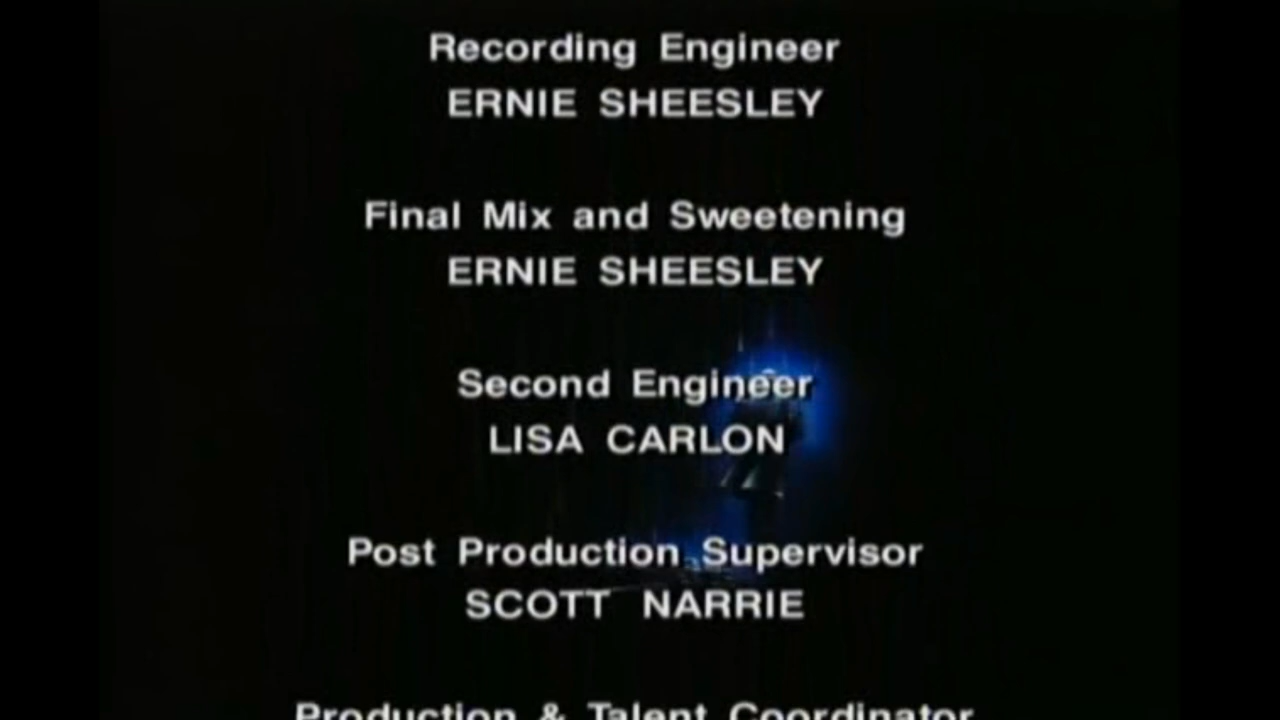 Recording Engineer
ERNIE SHEESLEY
Final Mix and Sweetening
ERNIE SHEESLEY
Second Engineer
LISA CARLON
Post Production Supervisor
SCOTT NARRIE
Production & Talent Coordinator